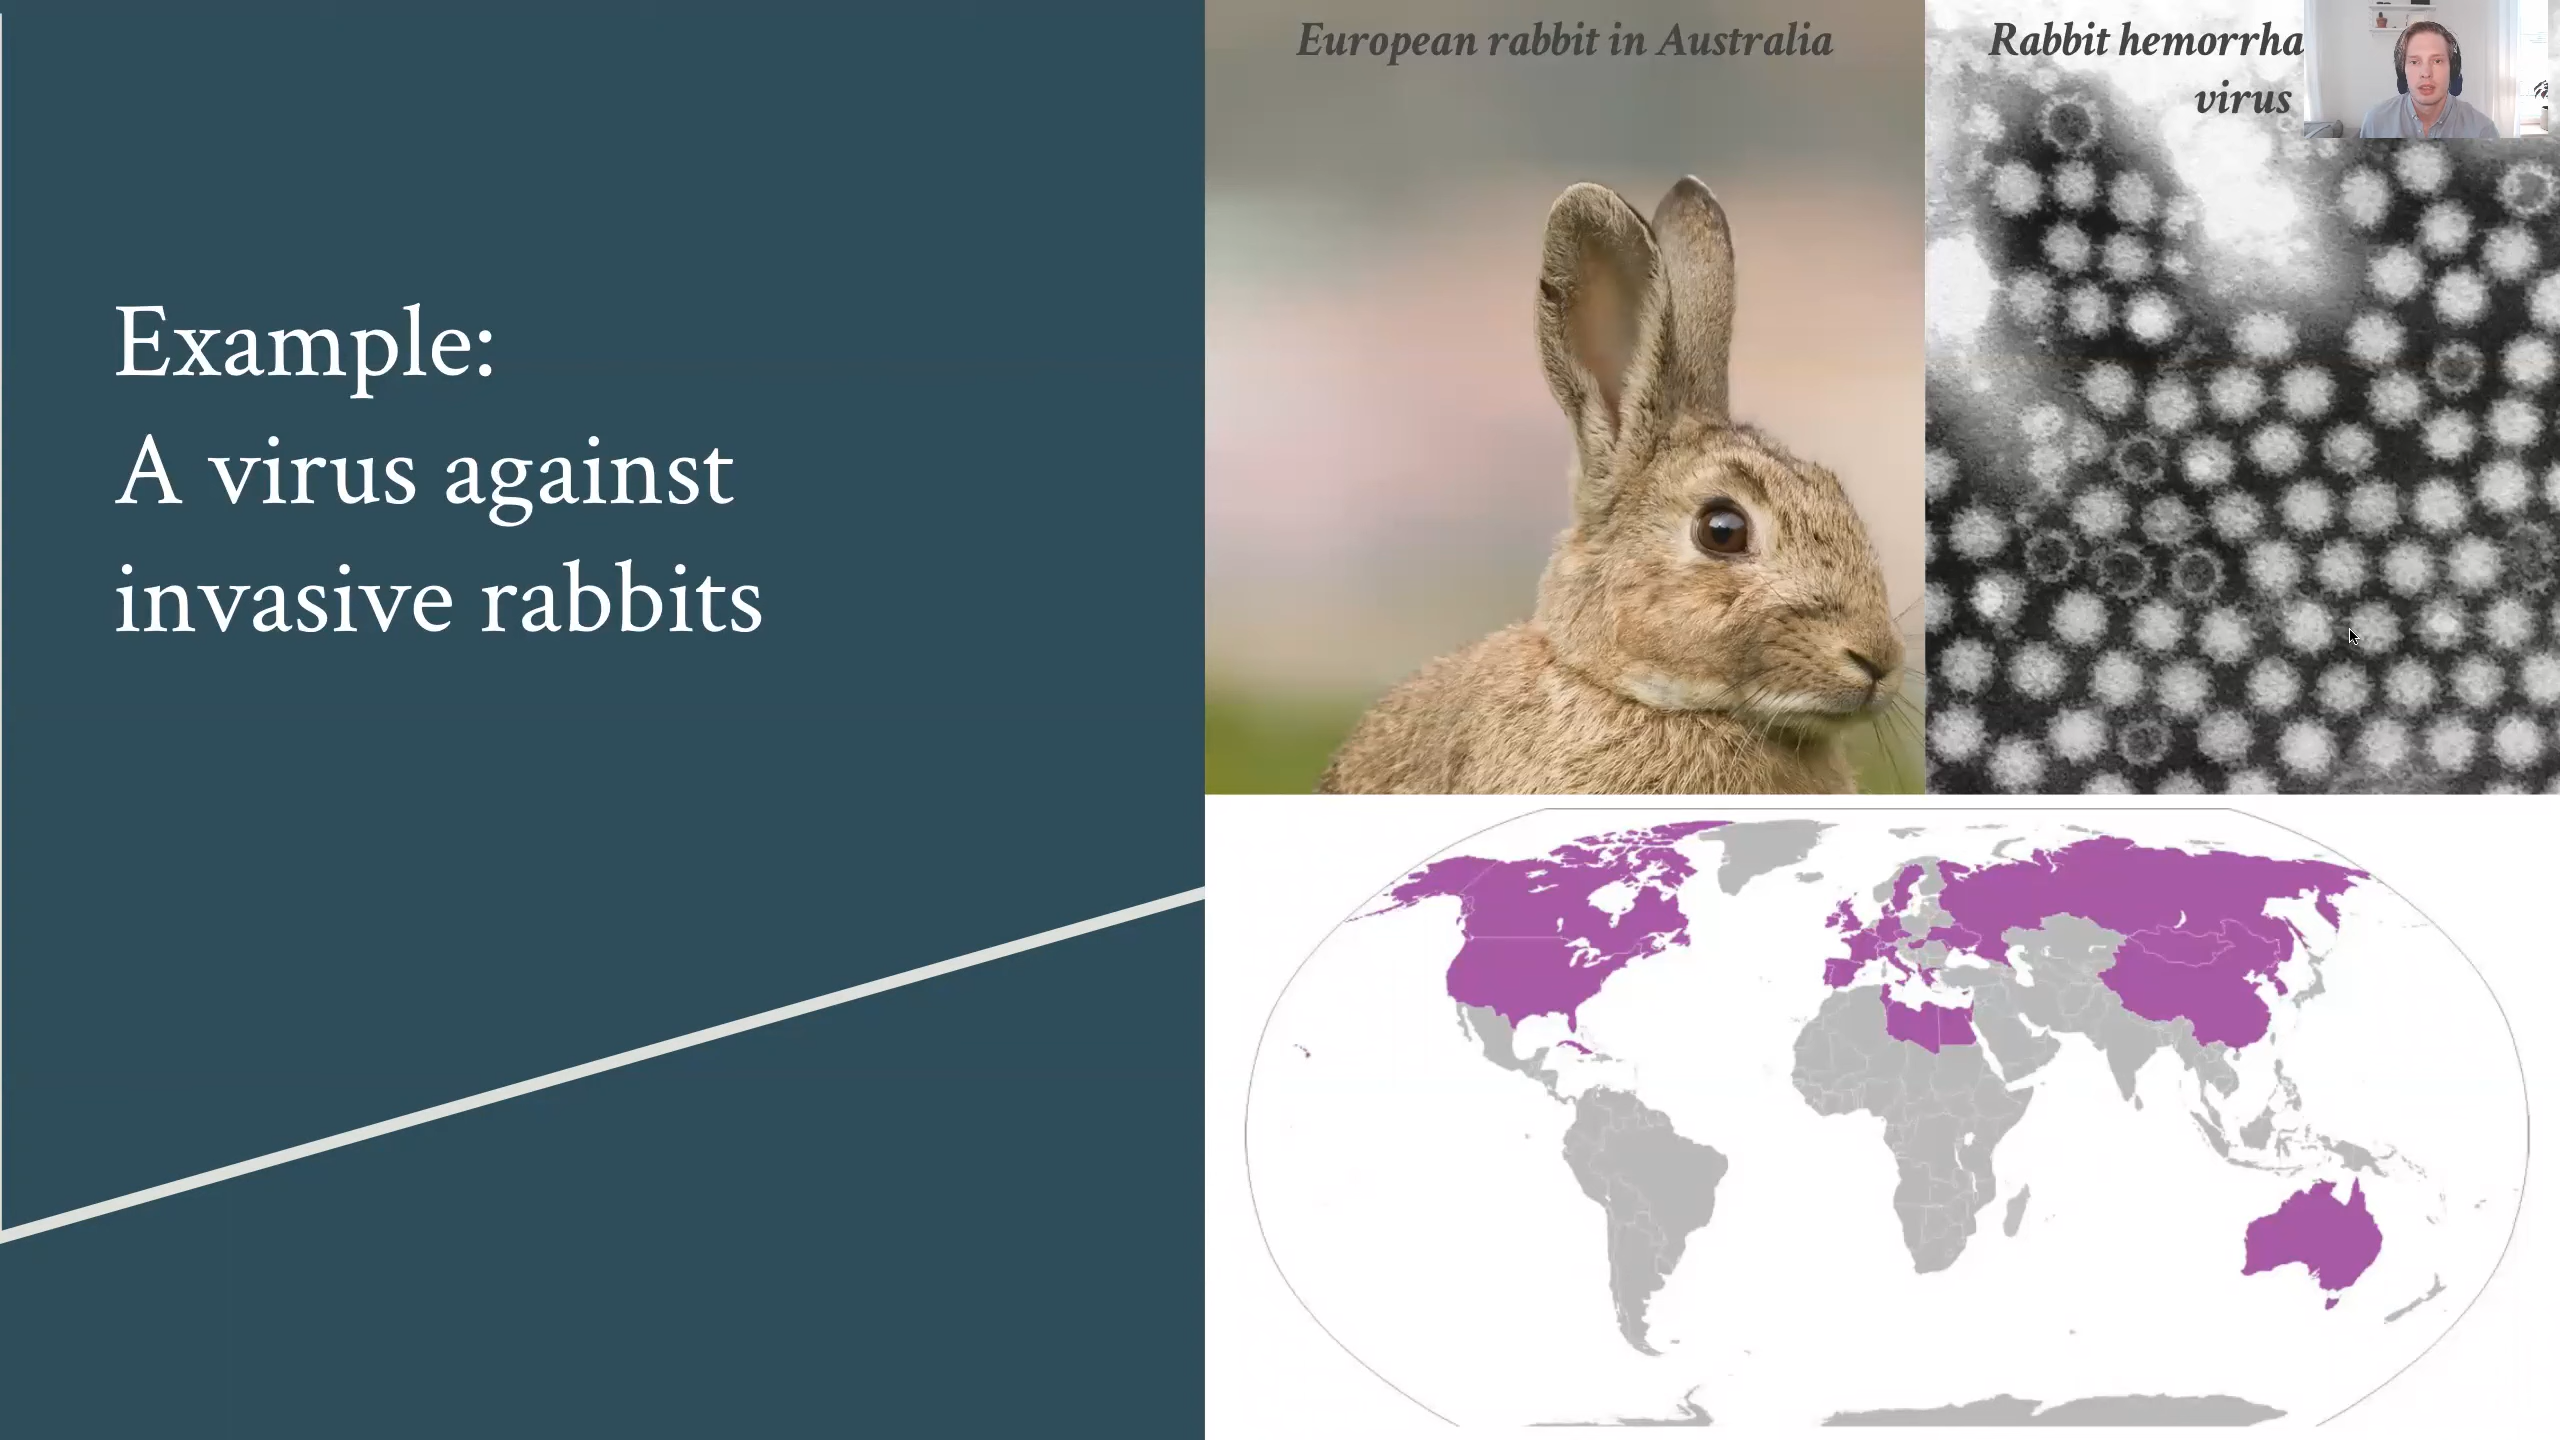 Example:
A virus against
invasive rabbits
European rabbit in Australia
Rabbit hemorrha
virus